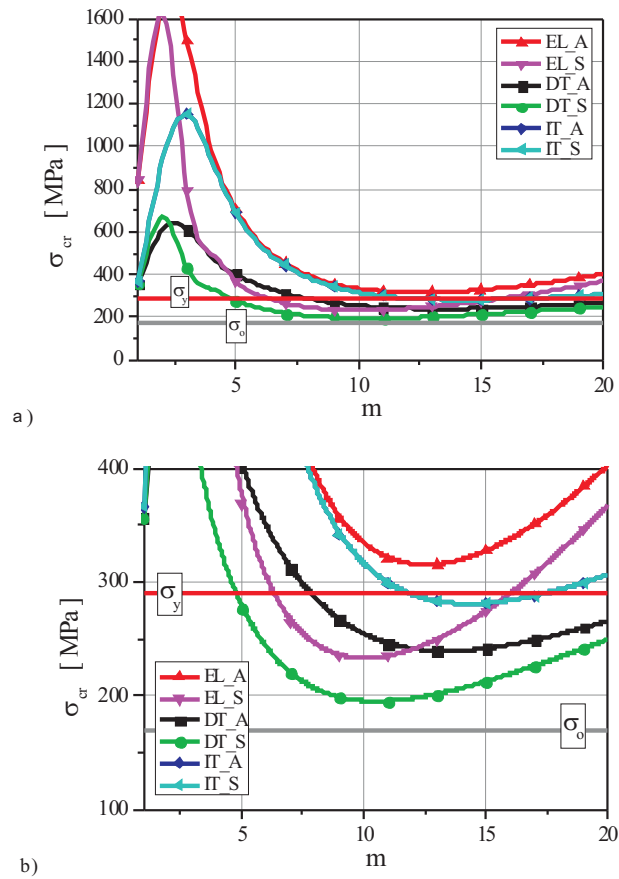 1600
1400
1200
1000
800
600
400
200
0
σcr [ MPa]
EL_A
EL_S
DT_A
DT_S
IT_A
IT_S
σy
σo
5
10
15
20
m
a )
400
300
200
100
σcr [ MPa]
σy
σo
EL_A
EL_S
DT_A
DT_S
IT_A
IT_S
5
10
15
20
m
b)